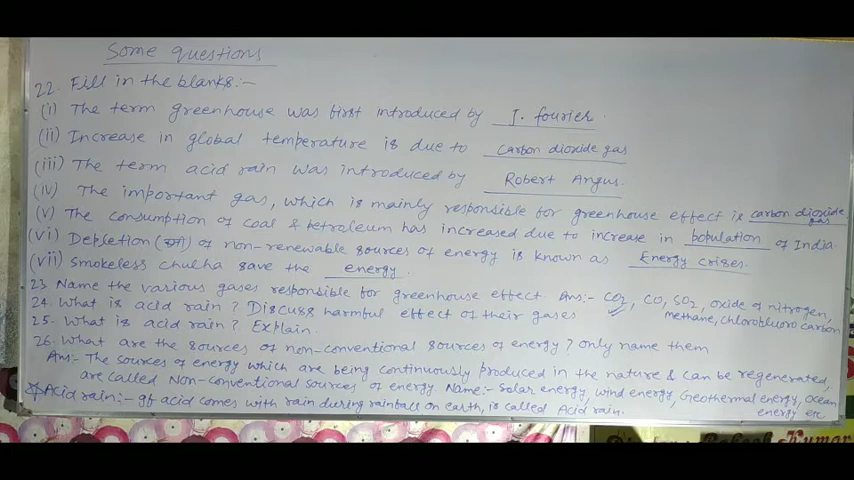 Some questions
22. Fill in the blanks:-
(i) The term greenhouse was first introduced by J. fourier.
(ii) Increase in global temperature is due to carbon dioxide gas
(iii) The term acid rain was introduced by Robert Angus.
(iv) The important gas, which is mainly responsible for greenhouse effect is carbon dioxide gas
(v) The consumption of coal & petroleum has increased due to increase in population of India
(vi) Depletion (कमी) of non-renewable sources of energy is known as Energy crises.
(vii) Smokeless chulha save the energy.
23 Name the various gases responsible for greenhouse effect. Ans:- CO2, CO, SO2, oxide of nitrogen,
methane, chlorofluoro carbon
24. What is acid rain? Discuss harmful effect of their gases
25. What is acid rain? Explain.
26. What are the sources of non-conventional sources of energy? only name them
Ans:- The sources of energy which are being continuously produced in the nature & can be regenerated,
are called Non-conventional sources of energy. Name:- Solar energy, wind energy, Geothermal energy, Ocean
energy etc
Acid rain:- If acid comes with rain during rainfall on earth, is called Acid rain.
Kumar